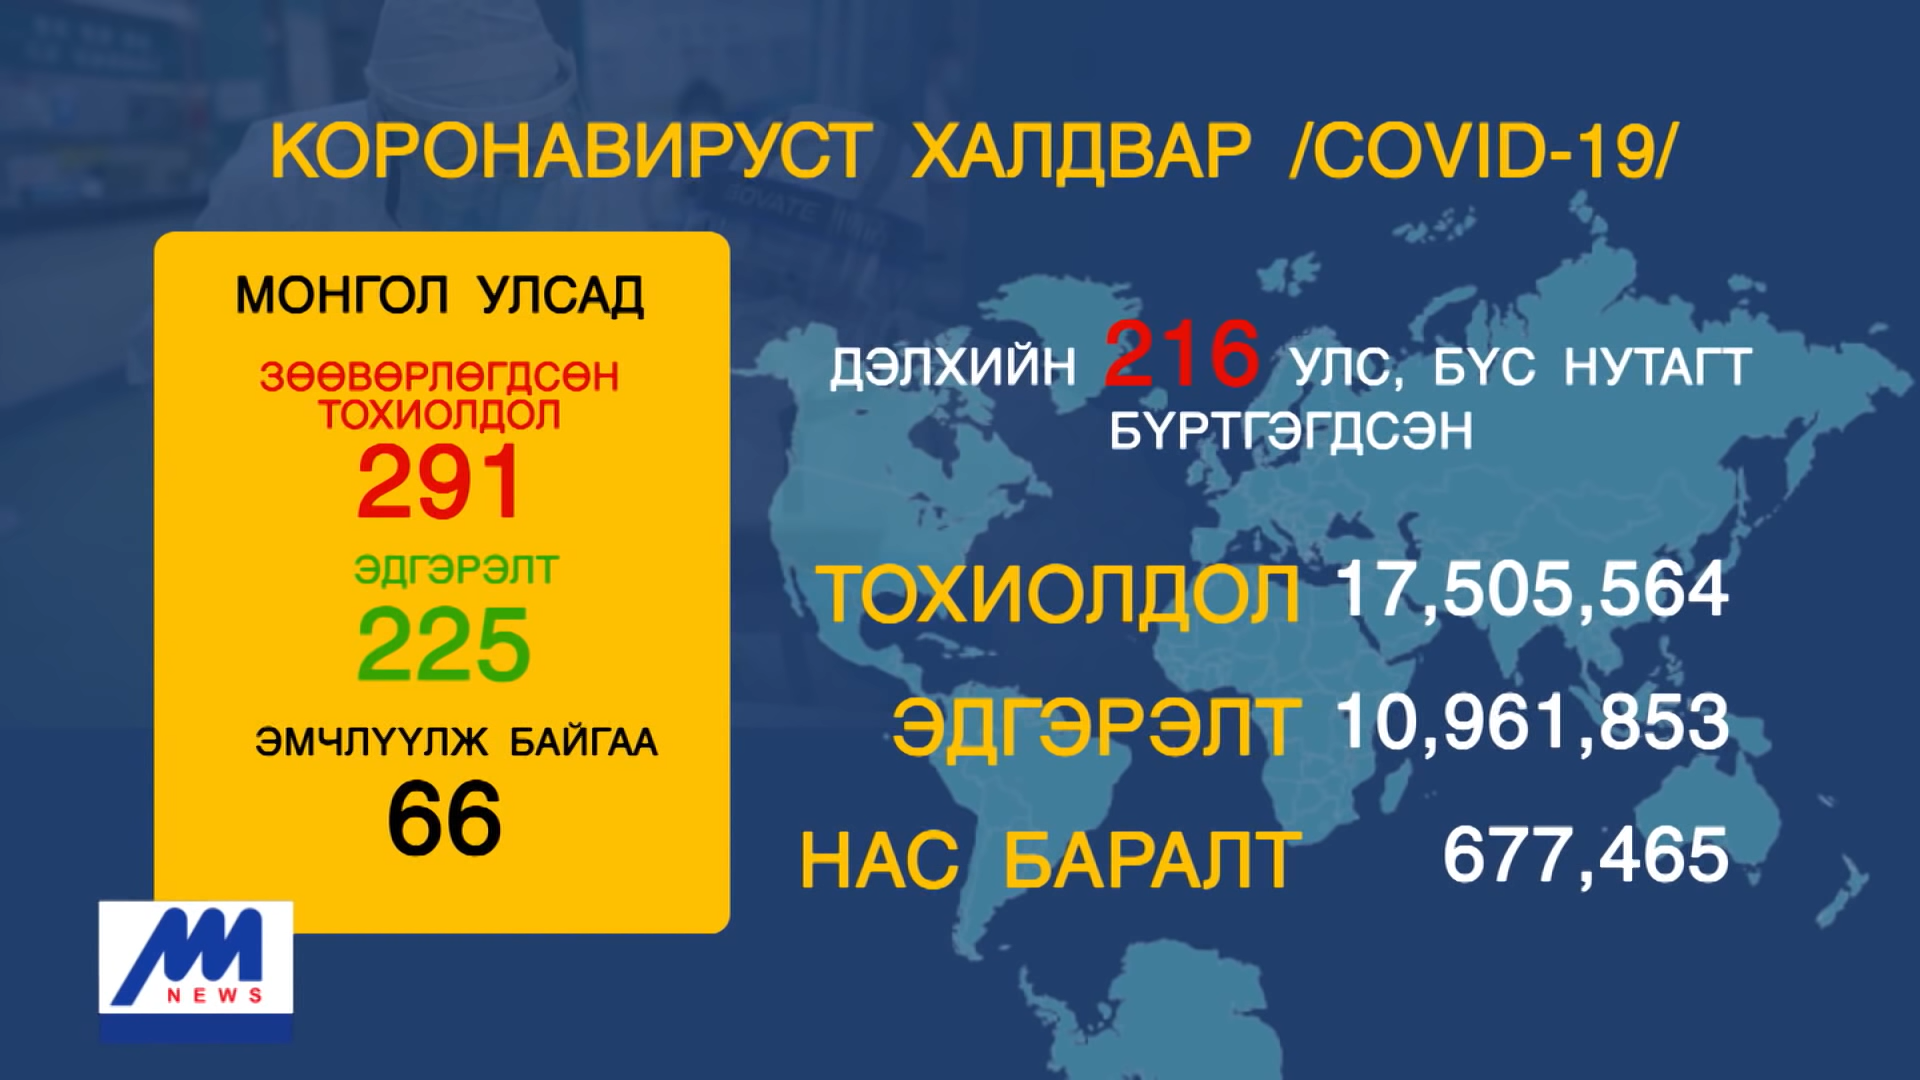 КОРОНАВИРУСТ ХАЛДВАР /COVID-19/
МОНГОЛ УЛСАД
ЗӨӨВӨРЛӨГДСӨН
ТОХИОЛДОЛ
291
ЭДГЭРЭЛТ
225
ЭМЧЛҮҮЛЖ БАЙГАА
66
ДЭЛХИЙН 216 УЛС, БҮС НУТАГТ
БҮРТГЭГДСЭН
ТОХИОЛДОЛ 17,505,564
ЭДГЭРЭЛТ 10,961,853
НАС БАРАЛТ 677,465
NEWS